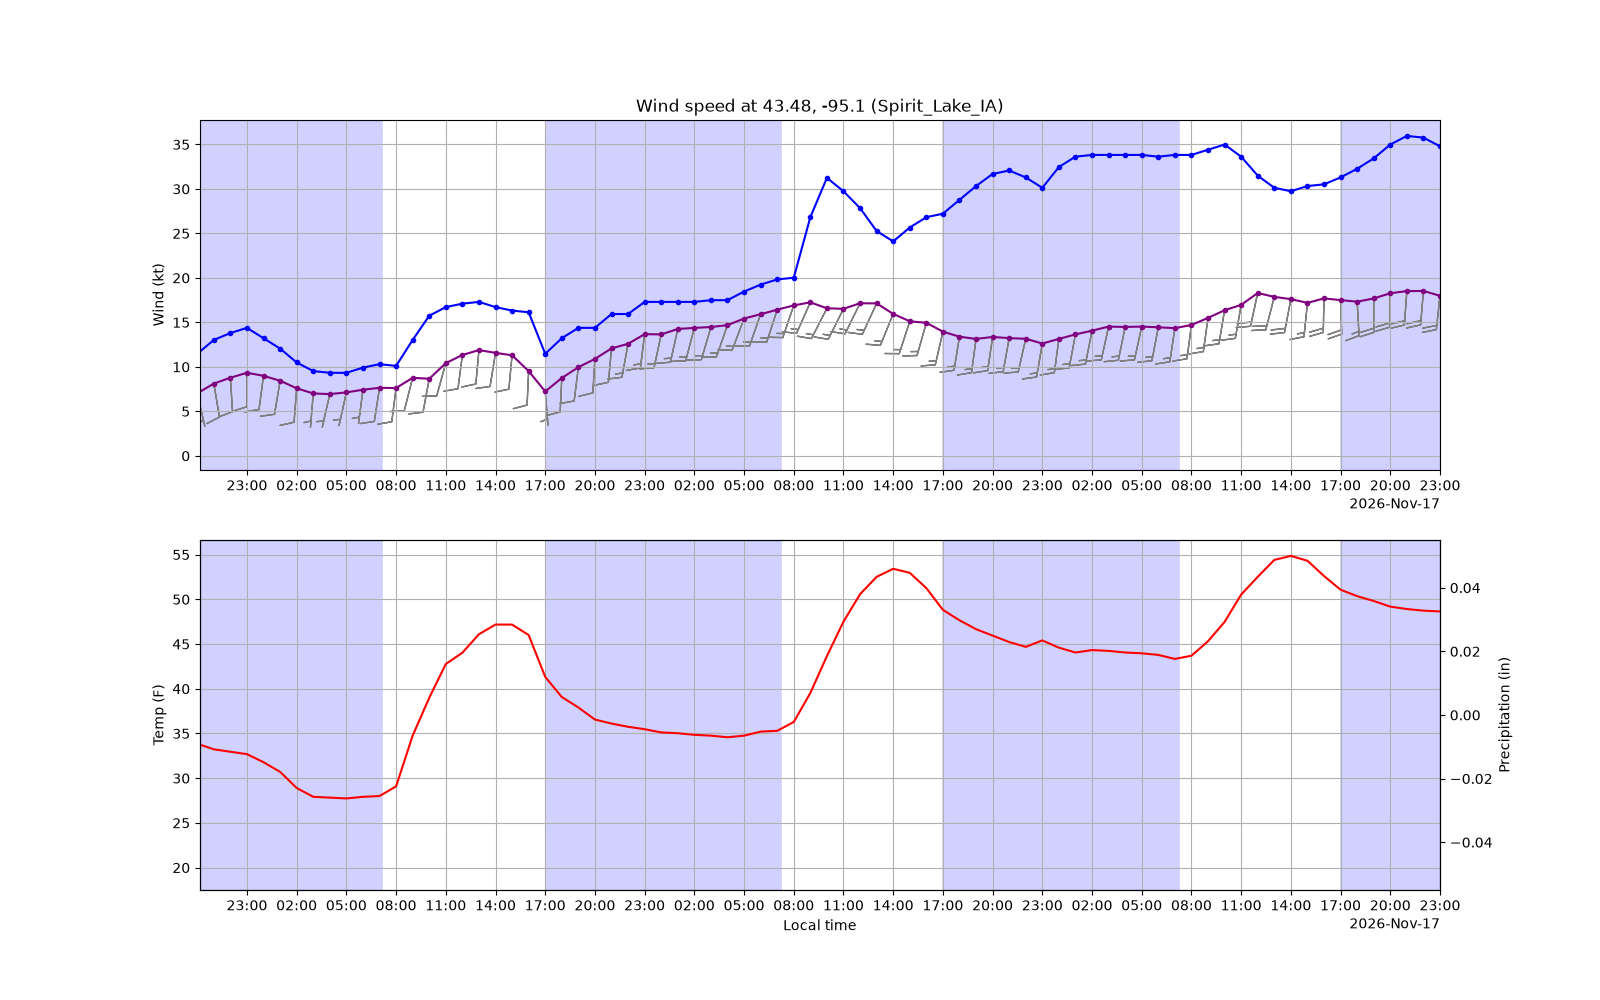 Wind speed at 43.48, -95.1 (Spirit_Lake_IA)
Wind (kt)
35
30
25
20
15
10
5
0
23:00 02:00 05:00 08:00 11:00 14:00 17:00 20:00 23:00 02:00 05:00 08:00 11:00 14:00 17:00 20:00 23:00 02:00 05:00 08:00 11:00 14:00 17:00 20:00 23:00
2026-Nov-17
Temp (F)
55
50
45
40
35
30
25
20
0.04
0.02
0.00
−0.02
−0.04
Precipitation (in)
23:00 02:00 05:00 08:00 11:00 14:00 17:00 20:00 23:00 02:00 05:00 08:00 11:00 14:00 17:00 20:00 23:00 02:00 05:00 08:00 11:00 14:00 17:00 20:00 23:00
Local time
2026-Nov-17